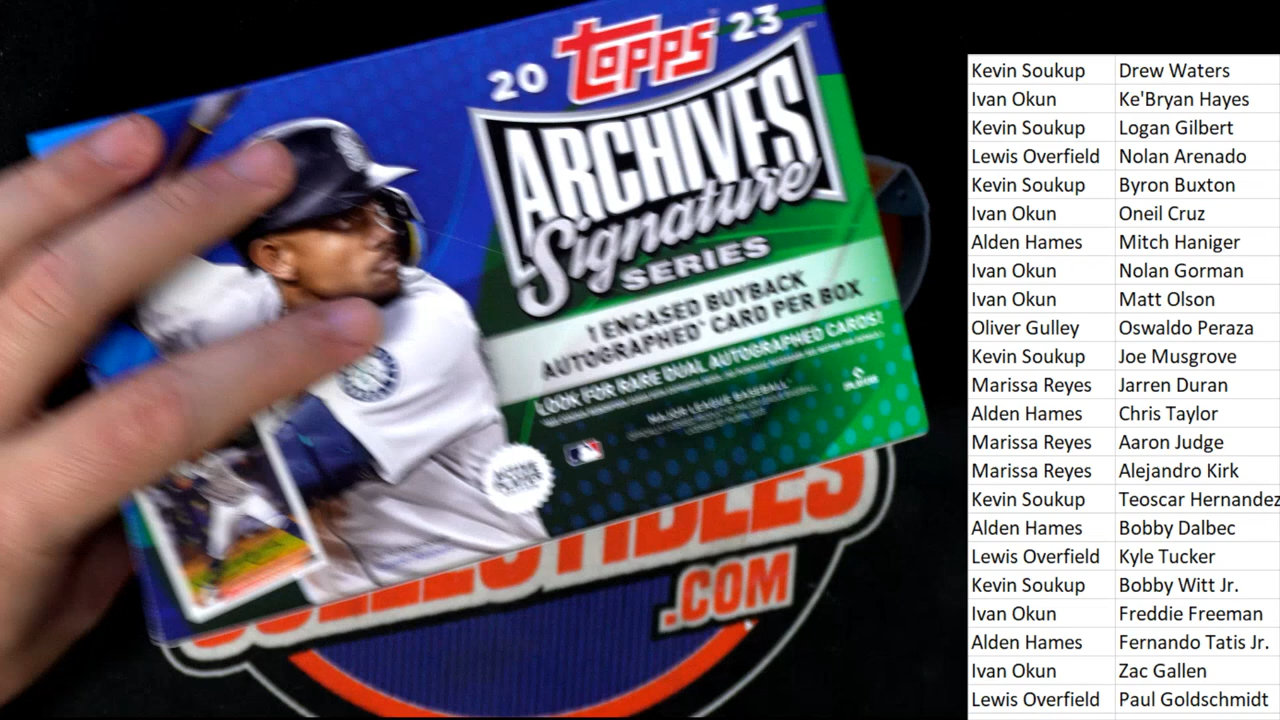 20 topps 23
ARCHIVES
Signature
SERIES
1 ENCASED BUYBACK
AUTOGRAPHED CARD PER BOX
LOOK FOR RARE DUAL AUTOGRAPHED CARDS!
MAJOR LEAGUE BASEBALL
.COM
Kevin Soukup Drew Waters
Ivan Okun Ke'Bryan Hayes
Kevin Soukup Logan Gilbert
Lewis Overfield Nolan Arenado
Kevin Soukup Byron Buxton
Ivan Okun Oneil Cruz
Alden Hames Mitch Haniger
Ivan Okun Nolan Gorman
Ivan Okun Matt Olson
Oliver Gulley Oswaldo Peraza
Kevin Soukup Joe Musgrove
Marissa Reyes Jarren Duran
Alden Hames Chris Taylor
Marissa Reyes Aaron Judge
Marissa Reyes Alejandro Kirk
Kevin Soukup Teoscar Hernandez
Alden Hames Bobby Dalbec
Lewis Overfield Kyle Tucker
Kevin Soukup Bobby Witt Jr.
Ivan Okun Freddie Freeman
Alden Hames Fernando Tatis Jr.
Ivan Okun Zac Gallen
Lewis Overfield Paul Goldschmidt